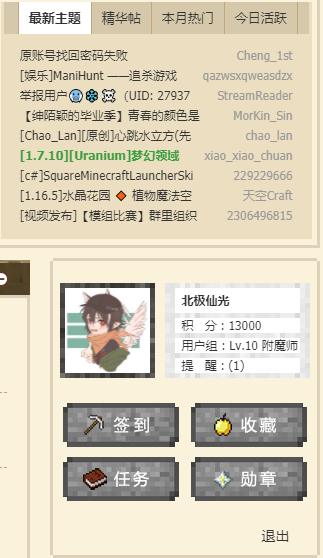 最新主题 精华帖 本月热门 今日活跃
原账号找回密码失败 Cheng_1st
[娱乐]ManiHunt ——追杀游戏 qazwsxqweasdzx
举报用户 (UID: 27937 StreamReader
【绅陌颖的毕业季】青春的颜色是 MorKin_Sin
[Chao_Lan][原创]心跳水立方(先 chao_lan
[1.7.10][Uranium]梦幻领域 xiao_xiao_chuan
[c#]SquareMinecraftLauncherSki 229229666
[1.16.5]水晶花园 🔸 植物魔法空 天空Craft
[视频发布]【模组比赛】群里组织 2306496815
北极仙光
积 分：13000
用户组：Lv.10 附魔师
提 醒：(1)
签到 收藏
任务 勋章
退出